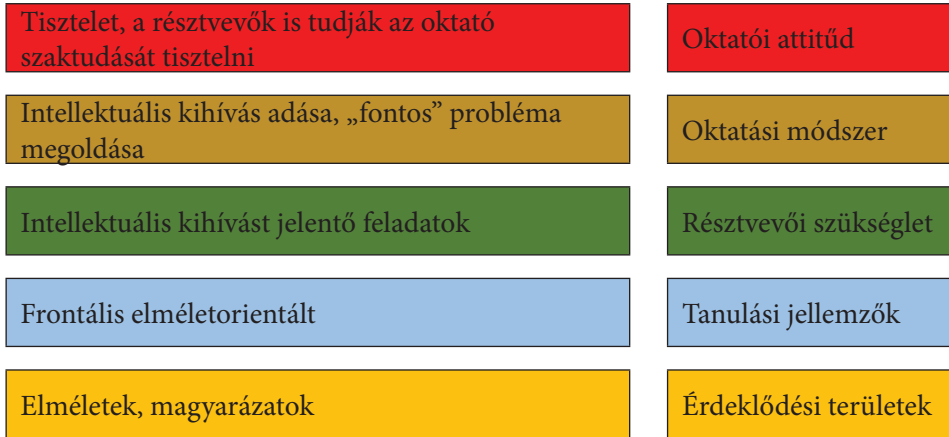 Tisztelet, a résztvevők is tudják az oktató
szaktudását tisztelni
Oktatói attitűd
Intellektuális kihívás adása, „fontos” probléma
megoldása
Oktatási módszer
Intellektuális kihívást jelentő feladatok
Résztvevői szükséglet
Frontális elméletorientált
Tanulási jellemzők
Elméletek, magyarázatok
Érdeklődési területek